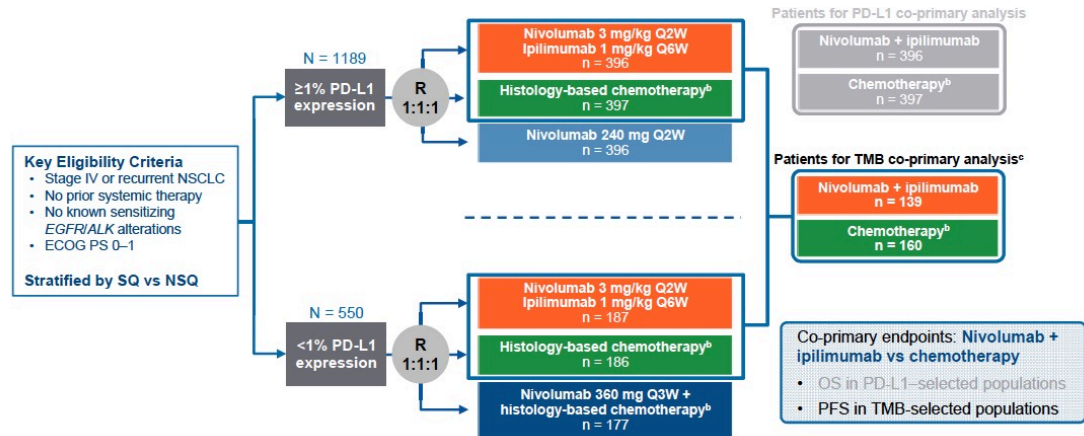 Key Eligibility Criteria
• Stage IV or recurrent NSCLC
• No prior systemic therapy
• No known sensitizing
EGFR/ALK alterations
• ECOG PS 0–1
Stratified by SQ vs NSQ
N = 1189
≥1% PD-L1
expression
R
1:1:1
Nivolumab 3 mg/kg Q2W
Ipilimumab 1 mg/kg Q6W
n = 396
Histology-based chemotherapyᵇ
n = 397
Nivolumab 240 mg Q2W
n = 396
N = 550
<1% PD-L1
expression
R
1:1:1
Nivolumab 3 mg/kg Q2W
Ipilimumab 1 mg/kg Q6W
n = 187
Histology-based chemotherapyᵇ
n = 186
Nivolumab 360 mg Q3W +
histology-based chemotherapyᵇ
n = 177
Patients for PD-L1 co-primary analysis
Nivolumab + ipilimumab
n = 396
Chemotherapyᵇ
n = 397
Patients for TMB co-primary analysisᶜ
Nivolumab + ipilimumab
n = 139
Chemotherapyᵇ
n = 160
Co-primary endpoints: Nivolumab +
ipilimumab vs chemotherapy
• OS in PD-L1–selected populations
• PFS in TMB-selected populations